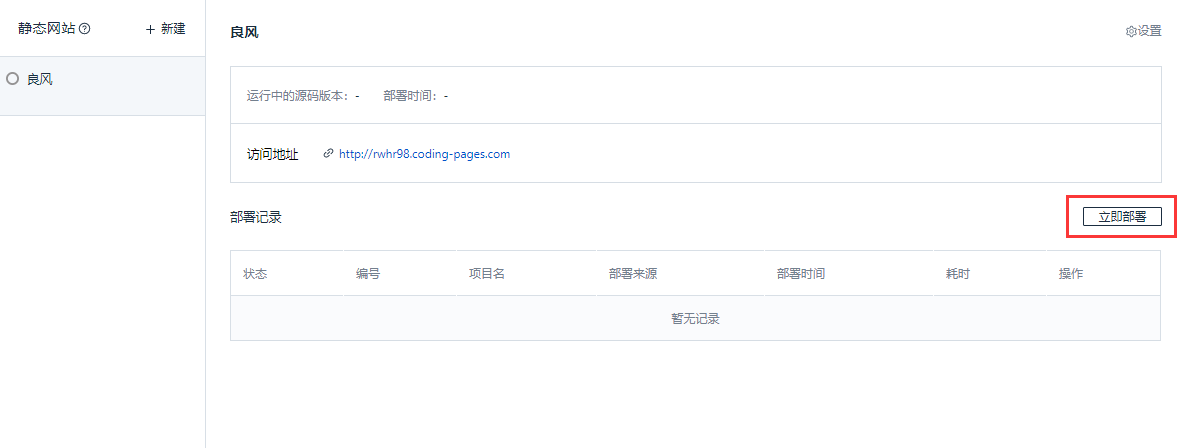 静态网站 + 新建
良风
良风
设置
运行中的源码版本: - 部署时间: -
访问地址 http://rwhr98.coding-pages.com
部署记录
立即部署
状态 编号 项目名 部署来源 部署时间 耗时 操作
暂无记录